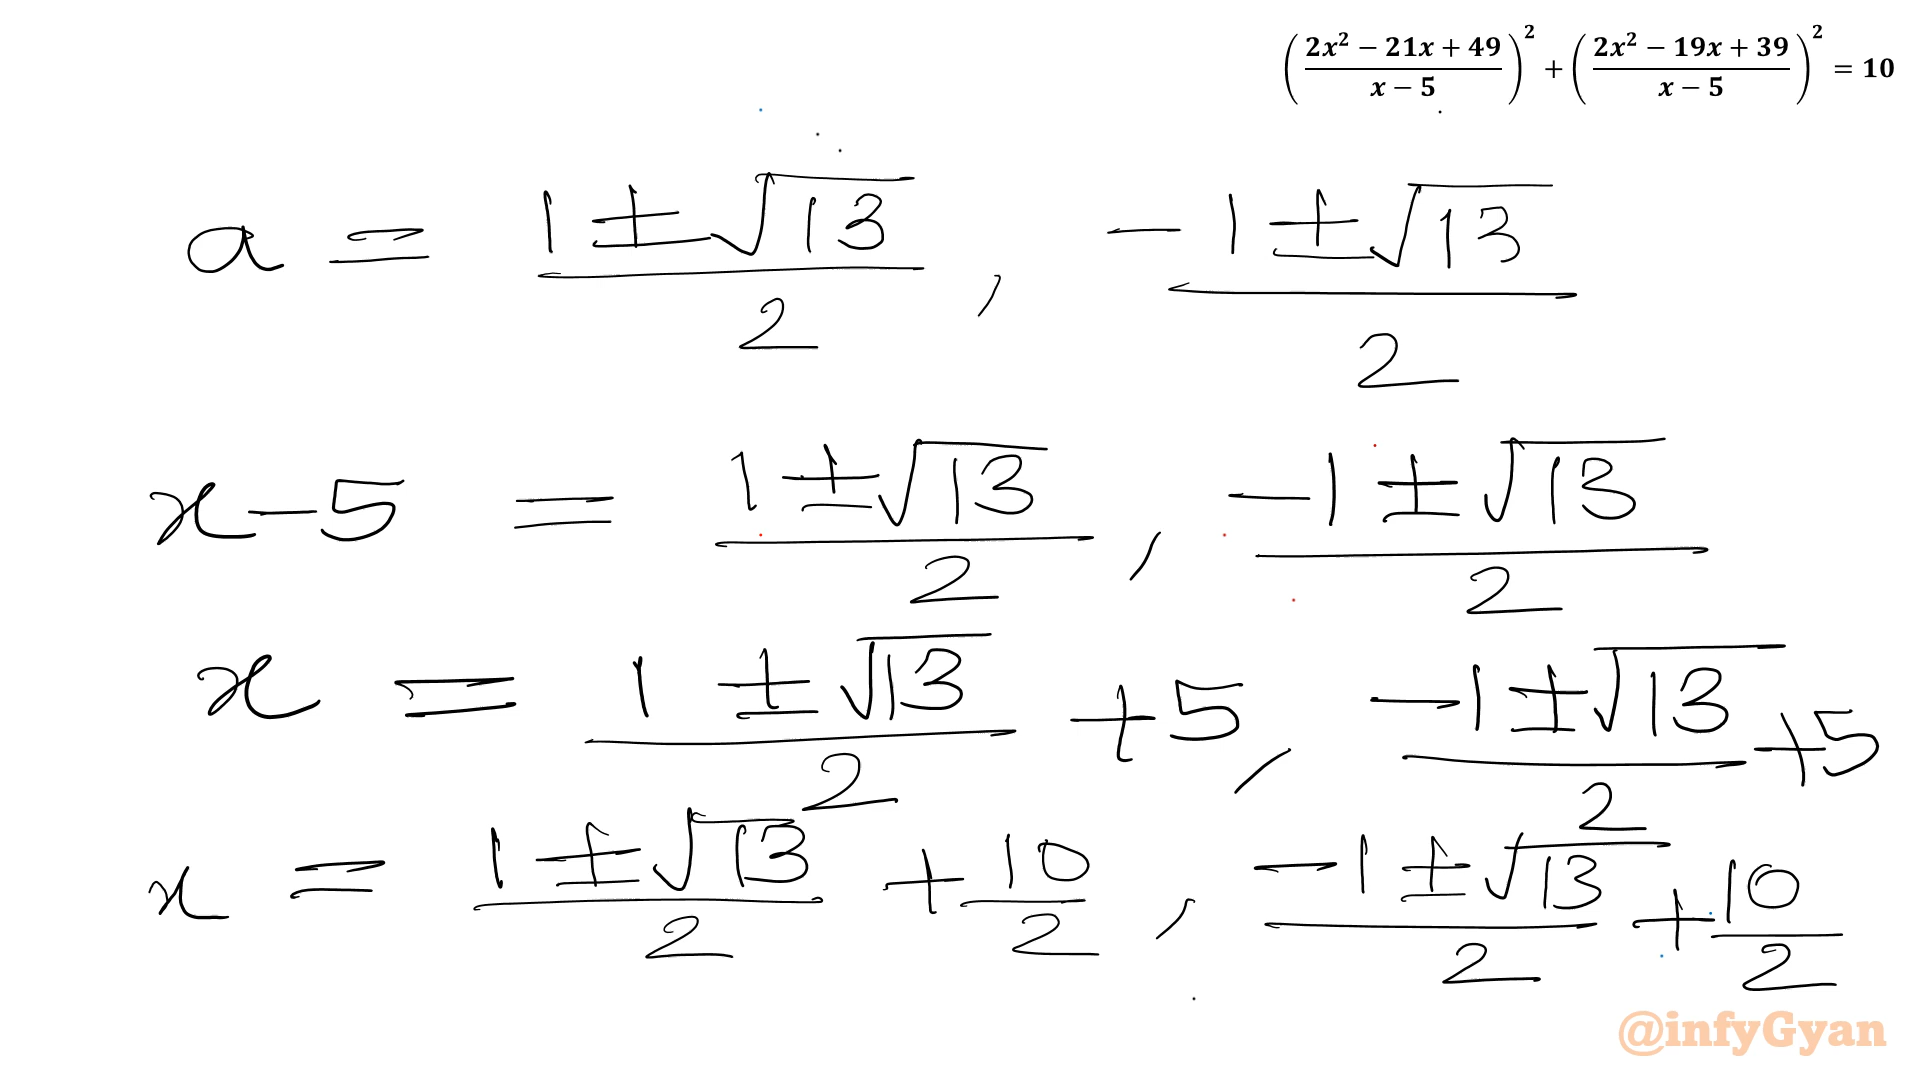 ((2x² − 21x + 49)/(x − 5))² + ((2x² − 19x + 39)/(x − 5))² = 10
a = (1 ± √13)/2 , (−1 ± √13)/2
x − 5 = (1 ± √13)/2 , (−1 ± √13)/2
x = (1 ± √13)/2 + 5 , (−1 ± √13)/2 + 5
x = (1 ± √13)/2 + 10/2 , (−1 ± √13)/2 + 10/2
@infyGyan